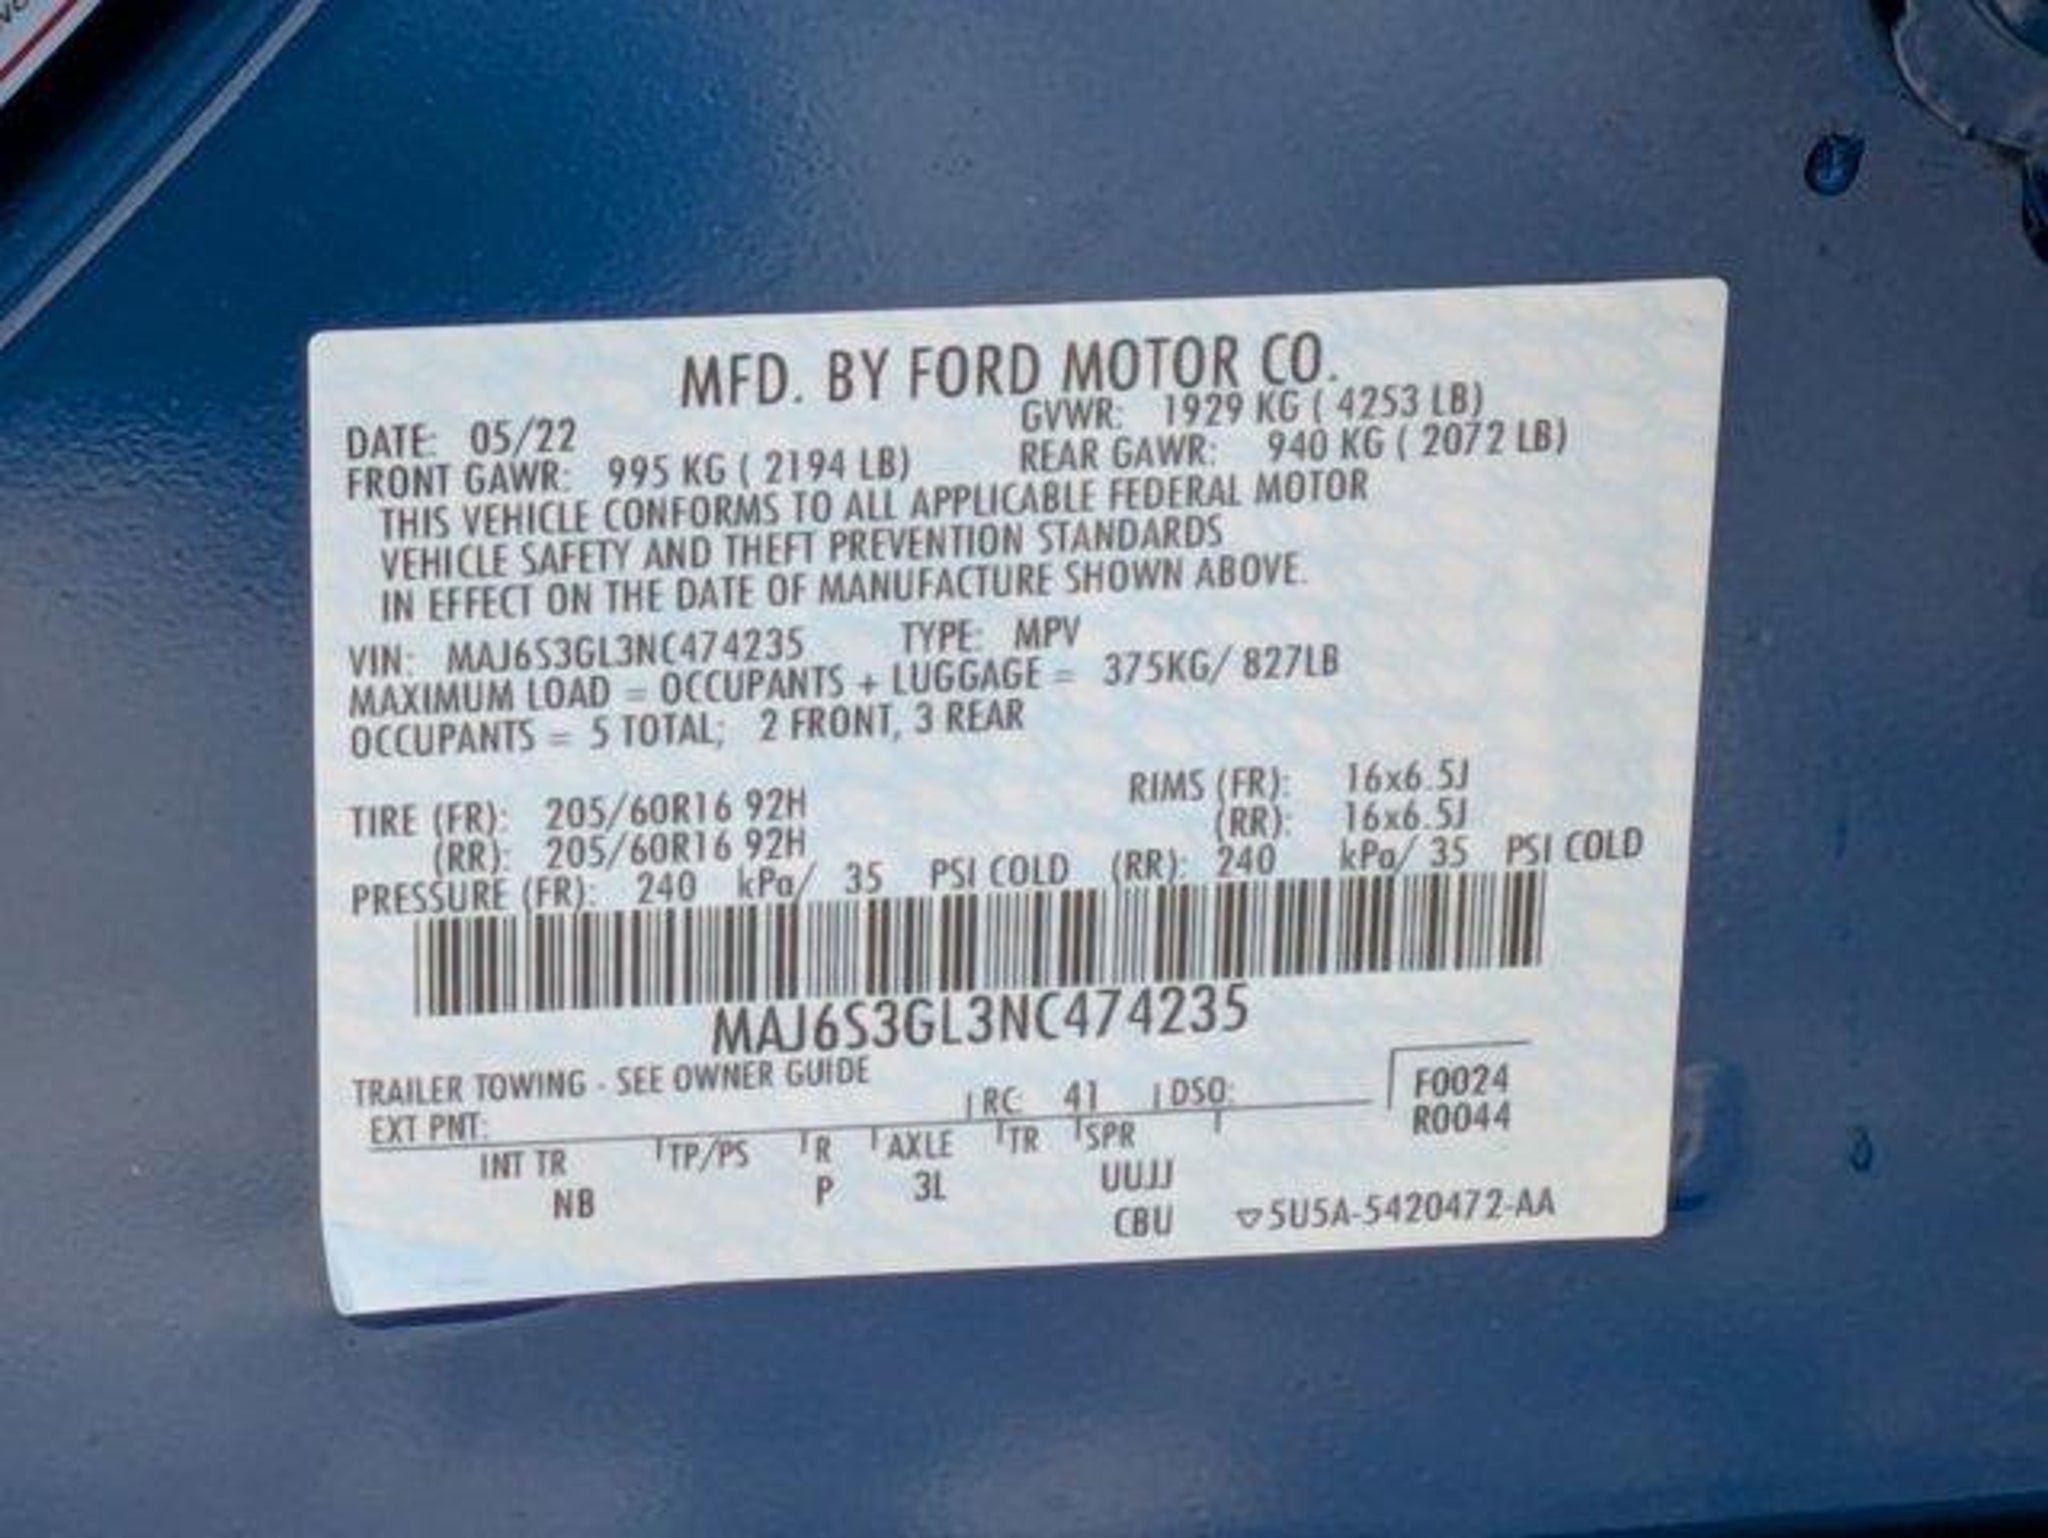 MFD. BY FORD MOTOR CO.
DATE: 05/22 GVWR: 1929 KG ( 4253 LB)
FRONT GAWR: 995 KG ( 2194 LB) REAR GAWR: 940 KG ( 2072 LB)
THIS VEHICLE CONFORMS TO ALL APPLICABLE FEDERAL MOTOR
VEHICLE SAFETY AND THEFT PREVENTION STANDARDS
IN EFFECT ON THE DATE OF MANUFACTURE SHOWN ABOVE.
VIN: MAJ6S3GL3NC474235 TYPE: MPV
MAXIMUM LOAD = OCCUPANTS + LUGGAGE = 375KG/ 827LB
OCCUPANTS = 5 TOTAL; 2 FRONT, 3 REAR
TIRE (FR): 205/60R16 92H RIMS (FR): 16x6.5J
(RR): 205/60R16 92H (RR): 16x6.5J
PRESSURE (FR): 240 kPa/ 35 PSI COLD (RR): 240 kPa/ 35 PSI COLD
MAJ6S3GL3NC474235
TRAILER TOWING - SEE OWNER GUIDE
EXT PNT: RC: 41 DSO: F0024
R0044
INT TR TP/PS R AXLE TR SPR
NB P 3L UUJJ
CBU ▽5U5A-5420472-AA